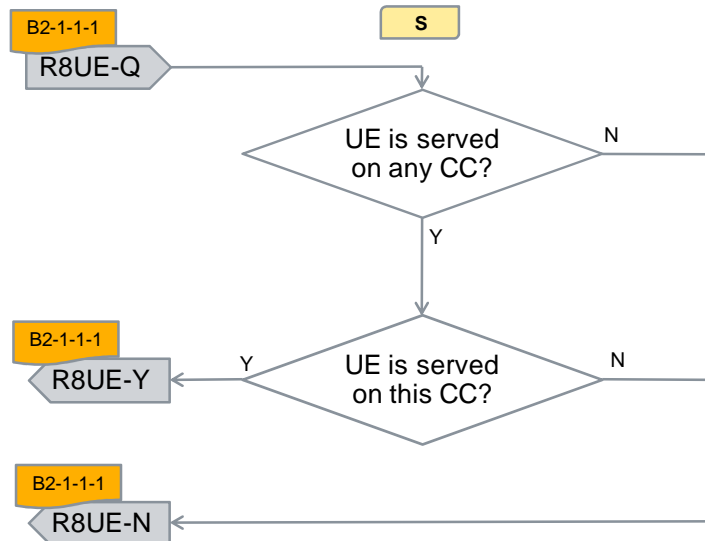 B2-1-1-1
S
R8UE-Q
UE is served
on any CC?
N
Y
B2-1-1-1
R8UE-Y
Y
UE is served
on this CC?
N
B2-1-1-1
R8UE-N